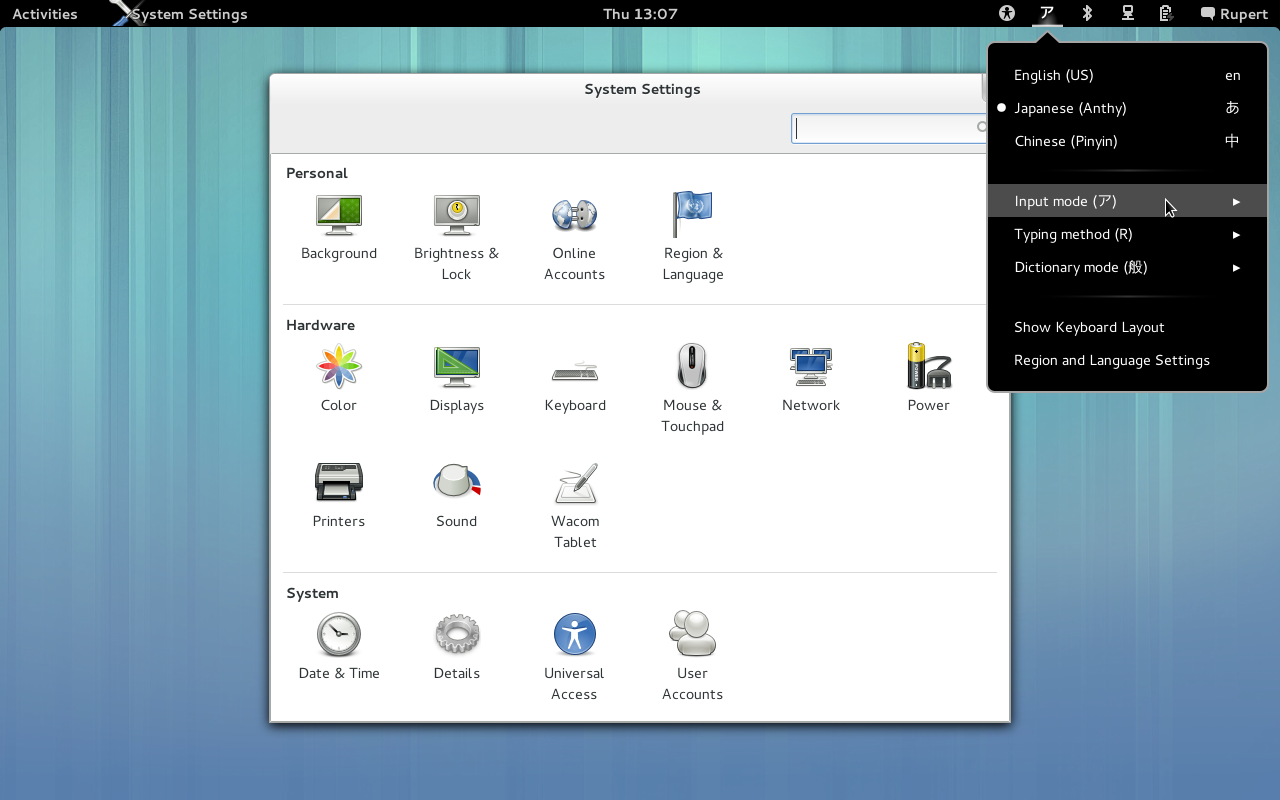 Activities System Settings Thu 13:07 ア Rupert
System Settings
English (US) en
Japanese (Anthy) あ
Chinese (Pinyin) 中
Input mode (ア)
Typing method (R)
Dictionary mode (般)
Show Keyboard Layout
Region and Language Settings
Personal
Background
Brightness &
Lock
Online
Accounts
Region &
Language
Hardware
Color
Displays
Keyboard
Mouse &
Touchpad
Network
Power
Printers
Sound
Wacom
Tablet
System
Date & Time
Details
Universal
Access
User
Accounts